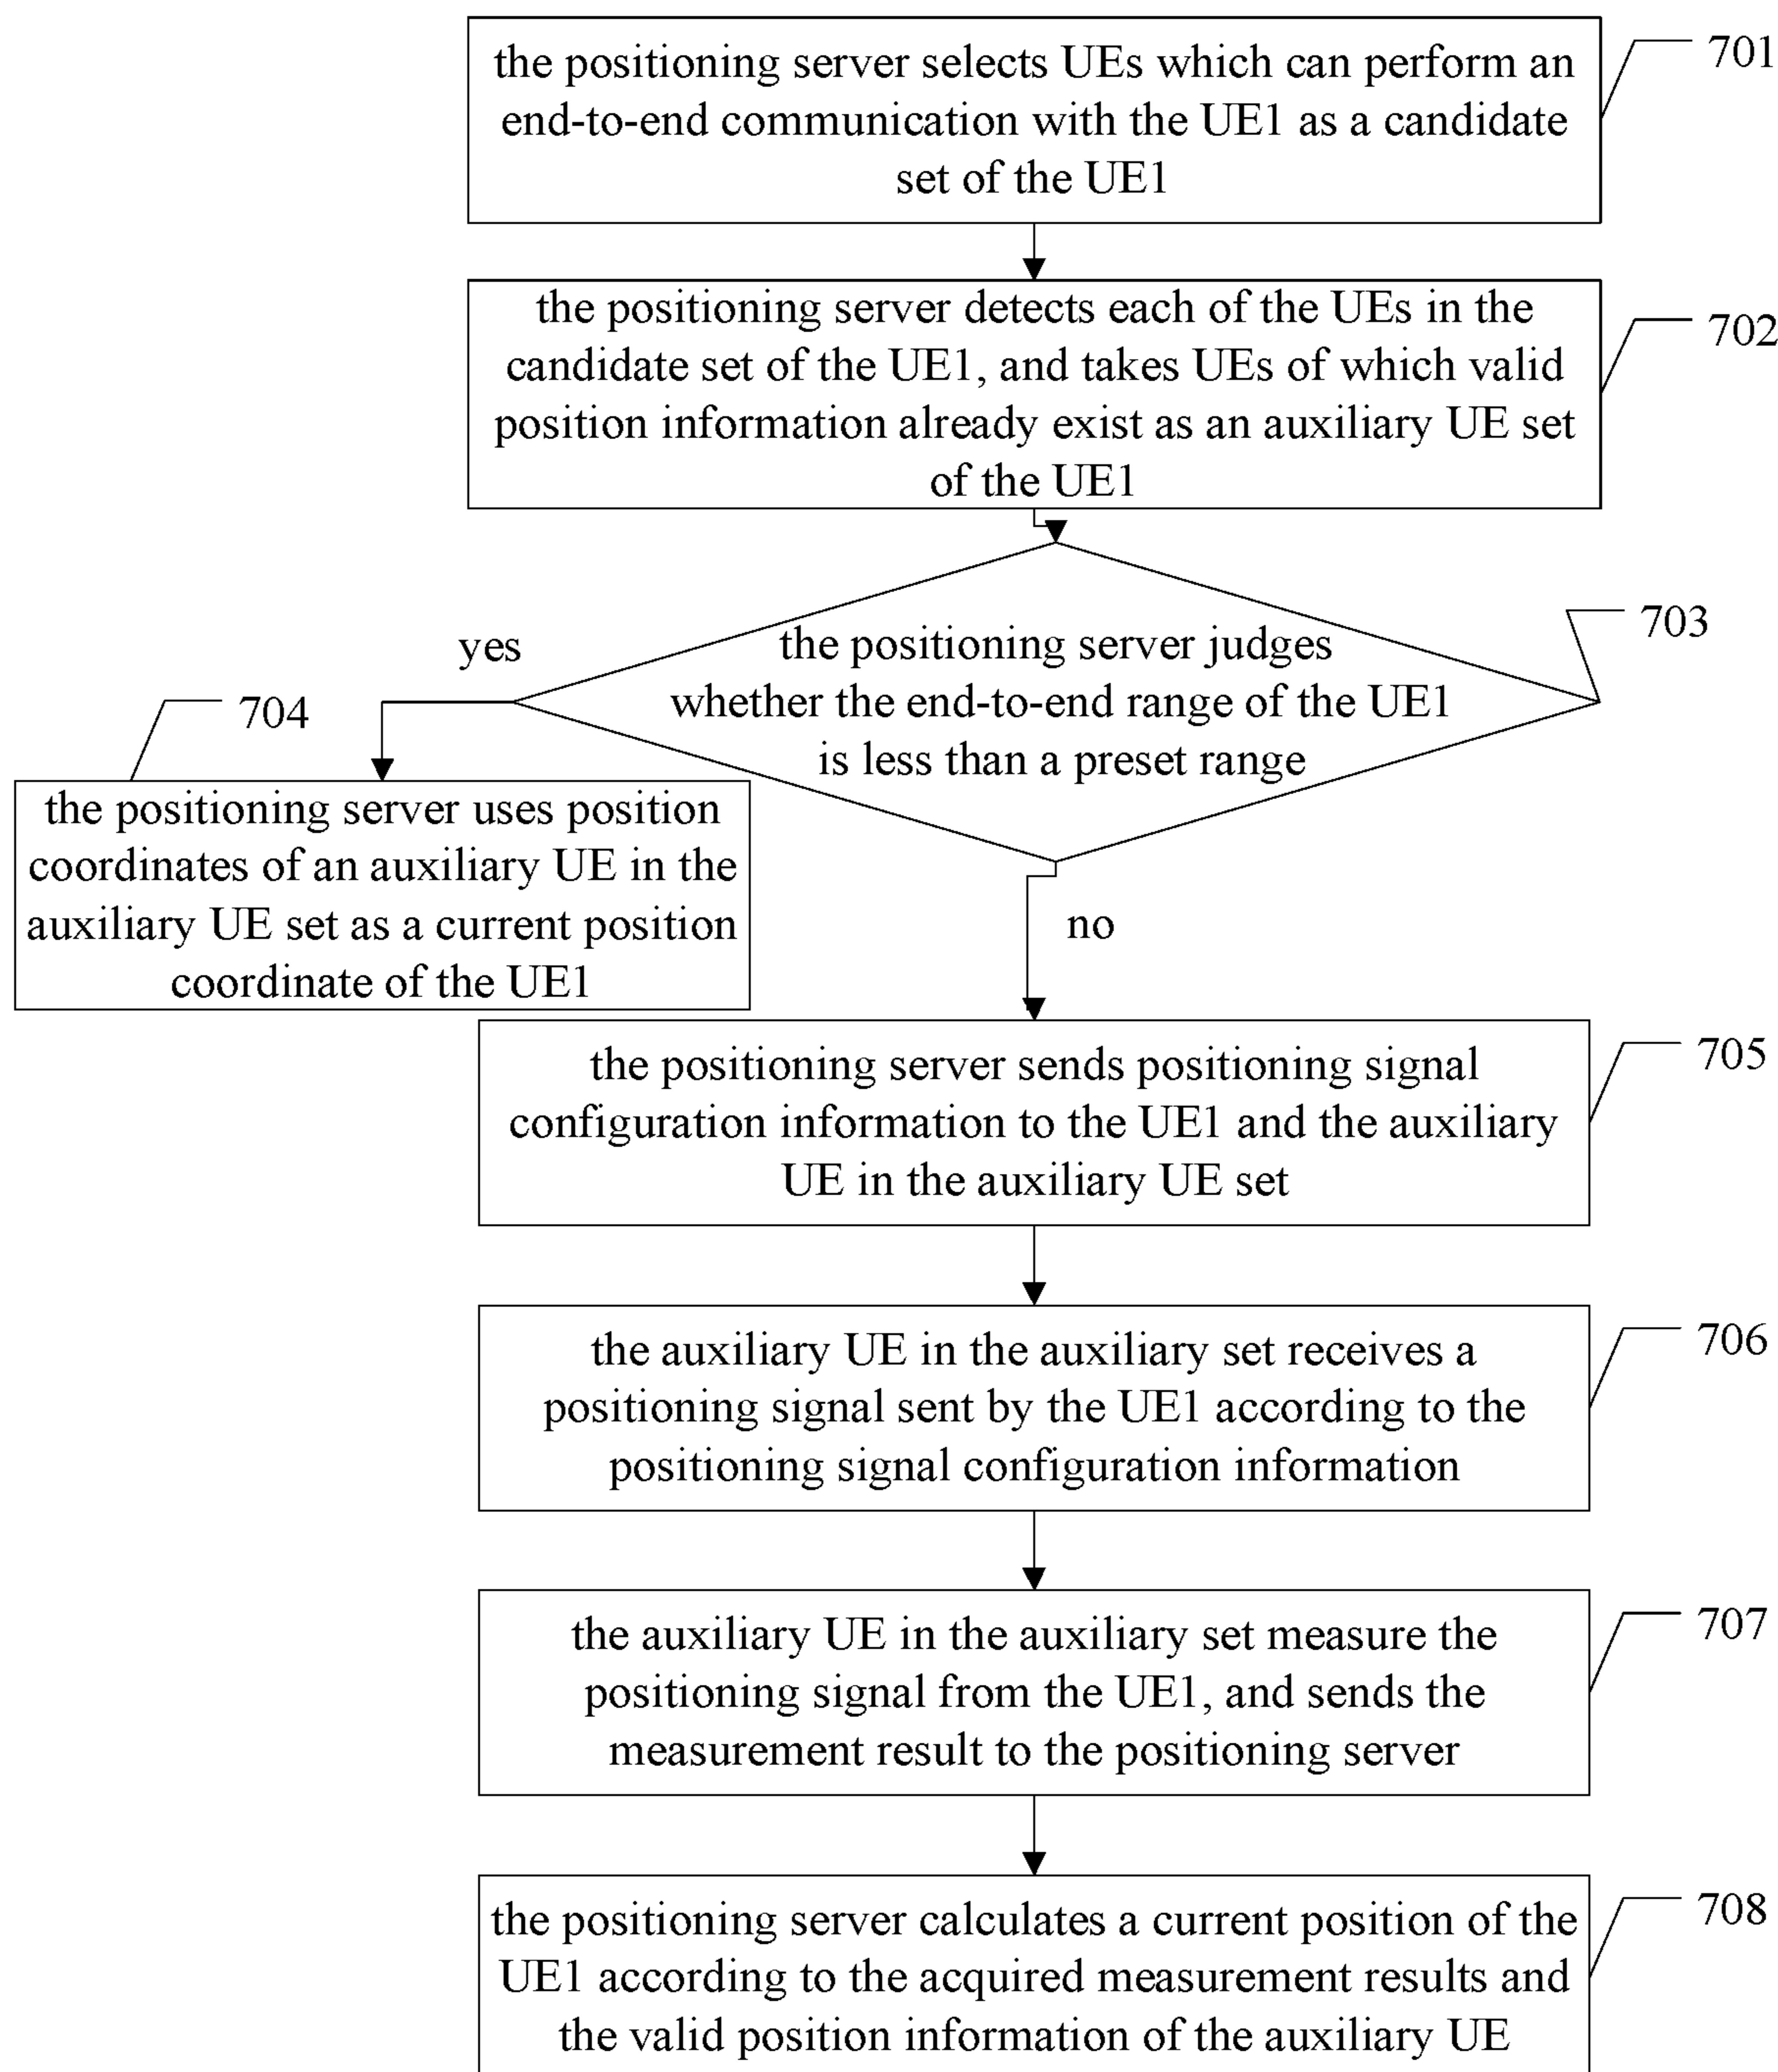 the positioning server selects UEs which can perform an
end-to-end communication with the UE1 as a candidate
set of the UE1
701
the positioning server detects each of the UEs in the
candidate set of the UE1, and takes UEs of which valid
position information already exist as an auxiliary UE set
of the UE1
702
the positioning server judges
whether the end-to-end range of the UE1
is less than a preset range
703
yes
704
the positioning server uses position
coordinates of an auxiliary UE in the
auxiliary UE set as a current position
coordinate of the UE1
no
the positioning server sends positioning signal
configuration information to the UE1 and the auxiliary
UE in the auxiliary UE set
705
the auxiliary UE in the auxiliary set receives a
positioning signal sent by the UE1 according to the
positioning signal configuration information
706
the auxiliary UE in the auxiliary set measure the
positioning signal from the UE1, and sends the
measurement result to the positioning server
707
the positioning server calculates a current position of the
UE1 according to the acquired measurement results and
the valid position information of the auxiliary UE
708